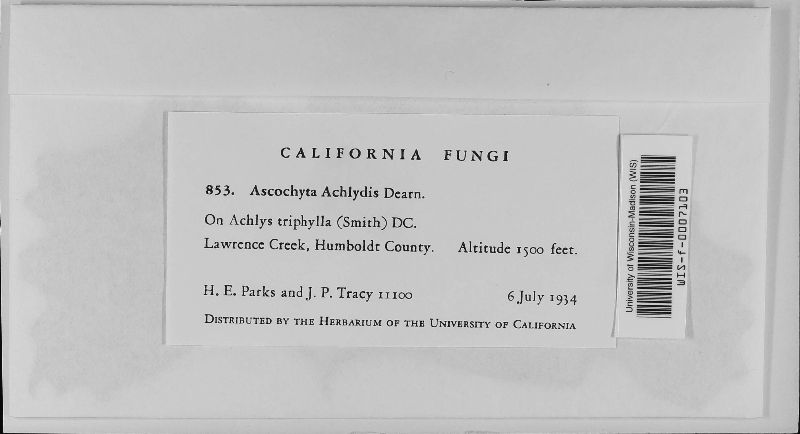 CALIFORNIA FUNGI
853. Ascochyta Achlydis Dearn.
On Achlys triphylla (Smith) DC.
Lawrence Creek, Humboldt County. Altitude 1500 feet.
H. E. Parks and J. P. Tracy 11100 6 July 1934
DISTRIBUTED BY THE HERBARIUM OF THE UNIVERSITY OF CALIFORNIA
University of Wisconsin-Madison (WIS)
WIS-f-0007103